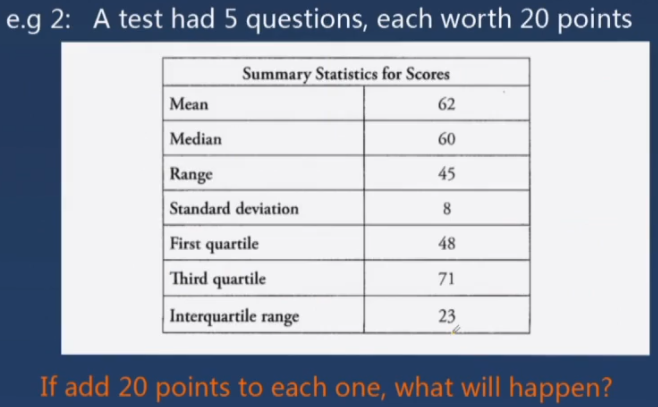 e.g 2: A test had 5 questions, each worth 20 points
Summary Statistics for Scores
Mean 62
Median 60
Range 45
Standard deviation 8
First quartile 48
Third quartile 71
Interquartile range 23
If add 20 points to each one, what will happen?